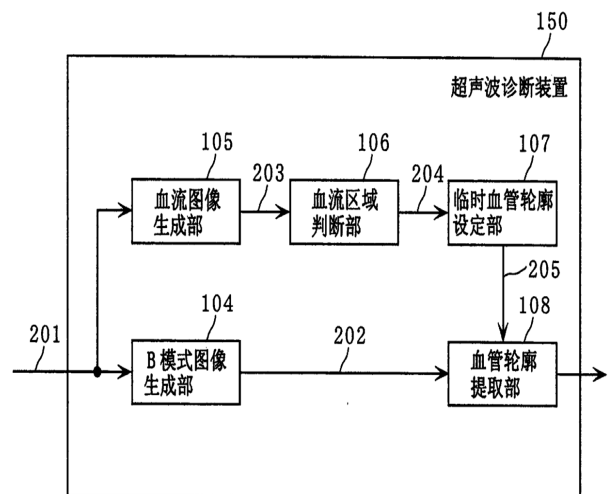 150
超声波诊断装置
105
203
106
204
107
血流图像
生成部
血流区域
判断部
临时血管轮廓
设定部
205
201
104
202
108
B模式图像
生成部
血管轮廓
提取部